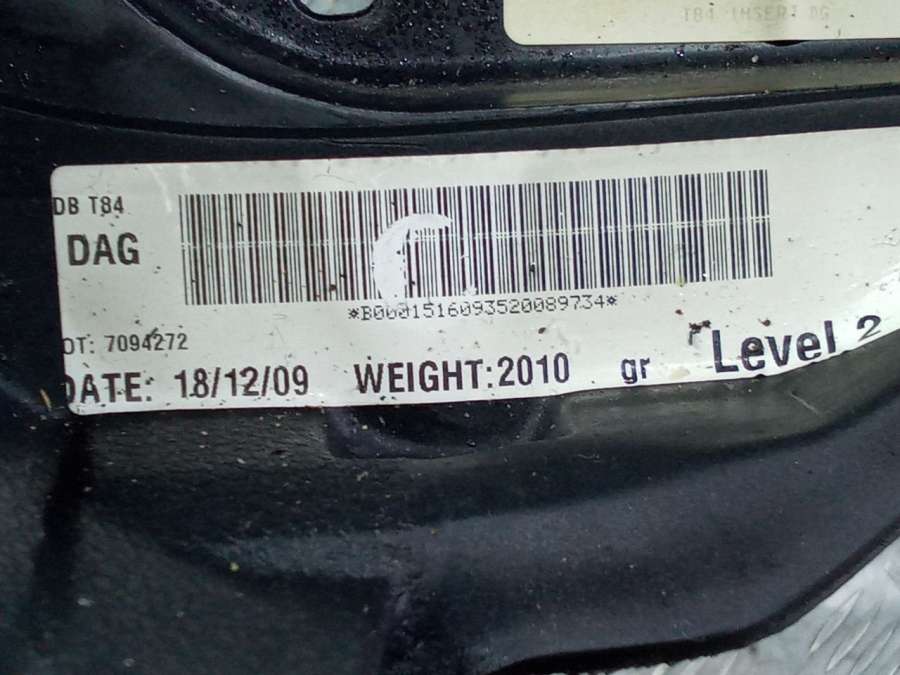 T84 INSERT DG
DB T84
DAG
*B000151609352008973​4*
OT: 7094272
DATE: 18/12/09 WEIGHT:2010 gr Level 2